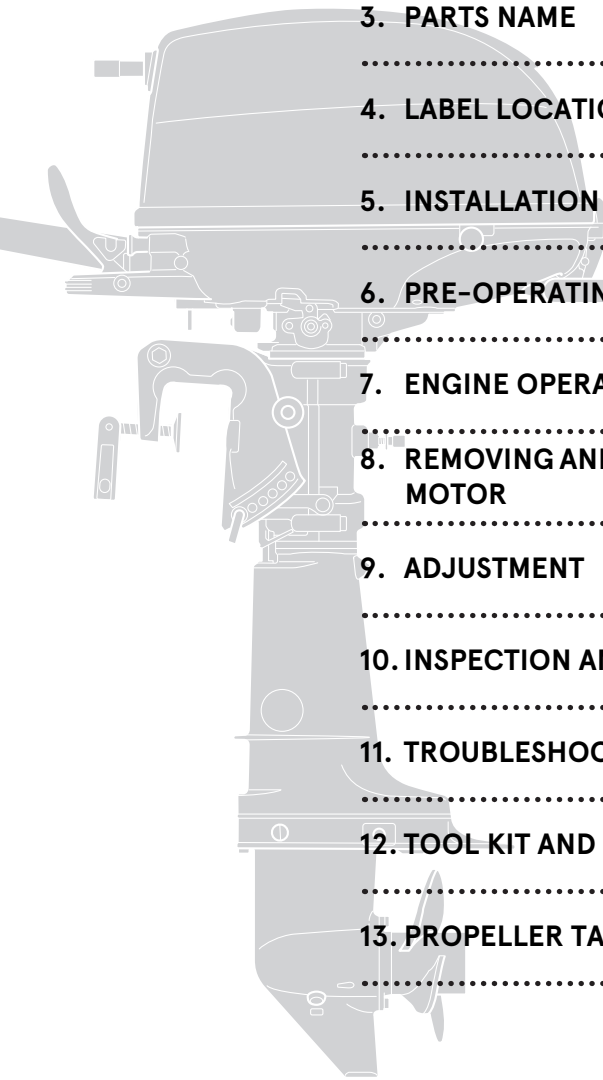 3. PARTS NAME
4. LABEL LOCATIO
5. INSTALLATION
6. PRE-OPERATIN
7. ENGINE OPERA
8. REMOVING AN
MOTOR
9. ADJUSTMENT
10. INSPECTION A
11. TROUBLESHOO
12. TOOL KIT AND
13. PROPELLER TA